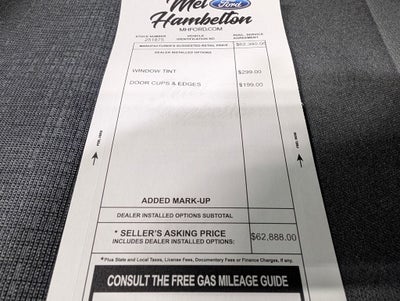 Mel Ford
Hambelton
MHFORD.COM
STOCK NUMBER
VEHICLE
IDENTIFICATION NO.
SERVICE
AGREEMENT
MANUFACTURER'S SUGGESTED RETAIL PRICE $62,390.00
DEALER INSTALLED OPTIONS
WINDOW TINT $299.00
DOOR CUPS & EDGES $199.00
ADDED MARK-UP
DEALER INSTALLED OPTIONS SUBTOTAL
* SELLER'S ASKING PRICE
INCLUDES DEALER INSTALLED OPTIONS: $62,888.00
*Plus State and Local Taxes, License Fees, Documentary Fees or Finance Charges, if any.
CONSULT THE FREE GAS MILEAGE GUIDE